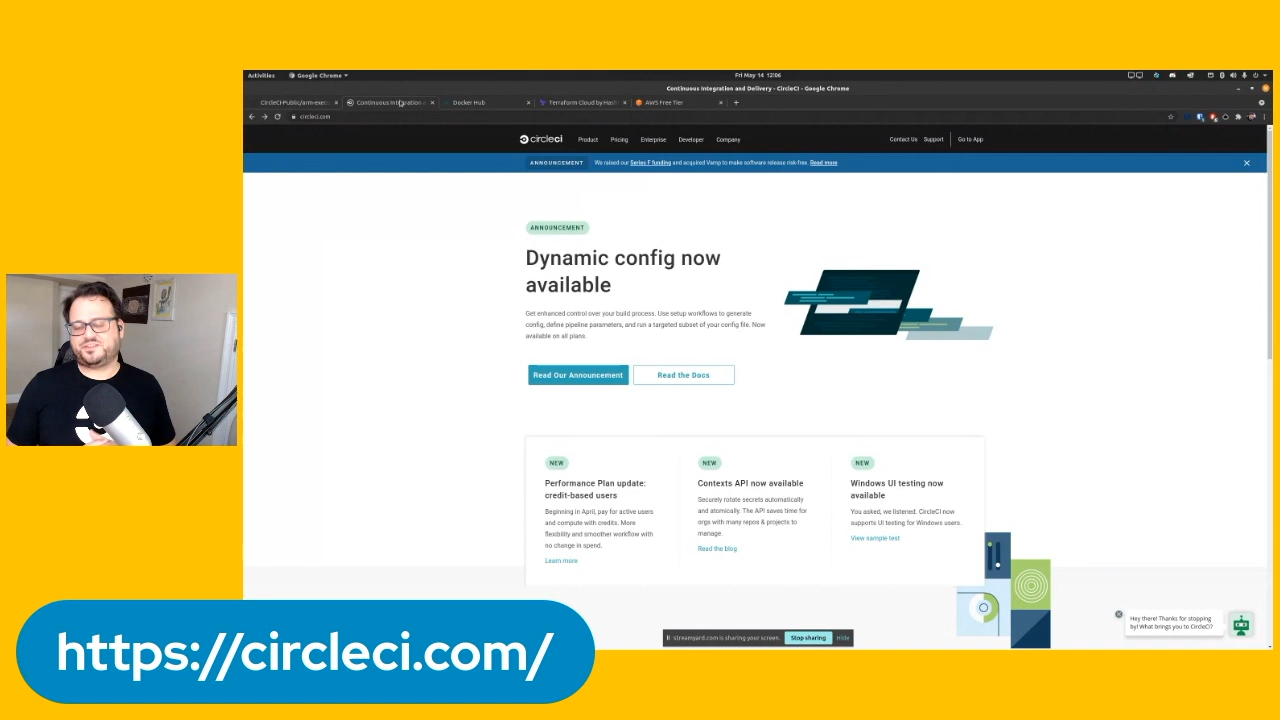 Activities
Google Chrome
Fri May 14 12:06
Continuous Integration and Delivery - CircleCI - Google Chrome
CircleCI-Public/arm-exec
Continuous Integration a
Docker Hub
Terraform Cloud by Hash
AWS Free Tier
circleci.com
circleci
Product
Pricing
Enterprise
Developer
Company
Contact Us
Support
Go to App
ANNOUNCEMENT
We raised our Series F funding and acquired Vamp to make software release risk-free. Read more
ANNOUNCEMENT
Dynamic config now
available
Get enhanced control over your build process. Use setup workflows to generate
config, define pipeline parameters, and run a targeted subset of your config file. Now
available on all plans.
Read Our Announcement
Read the Docs
NEW
Performance Plan update:
credit-based users
Beginning in April, pay for active users
and compute with credits. More
flexibility and smoother workflow with
no change in spend.
Learn more
NEW
Contexts API now available
Securely rotate secrets automatically
and atomically. The API saves time for
orgs with many repos & projects to
manage.
Read the blog
NEW
Windows UI testing now
available
You asked, we listened. CircleCI now
supports UI testing for Windows users.
View sample test
Hey there! Thanks for stopping
by! What brings you to CircleCI?
streamyard.com is sharing your screen.
Stop sharing
Hide
https://circleci.com/